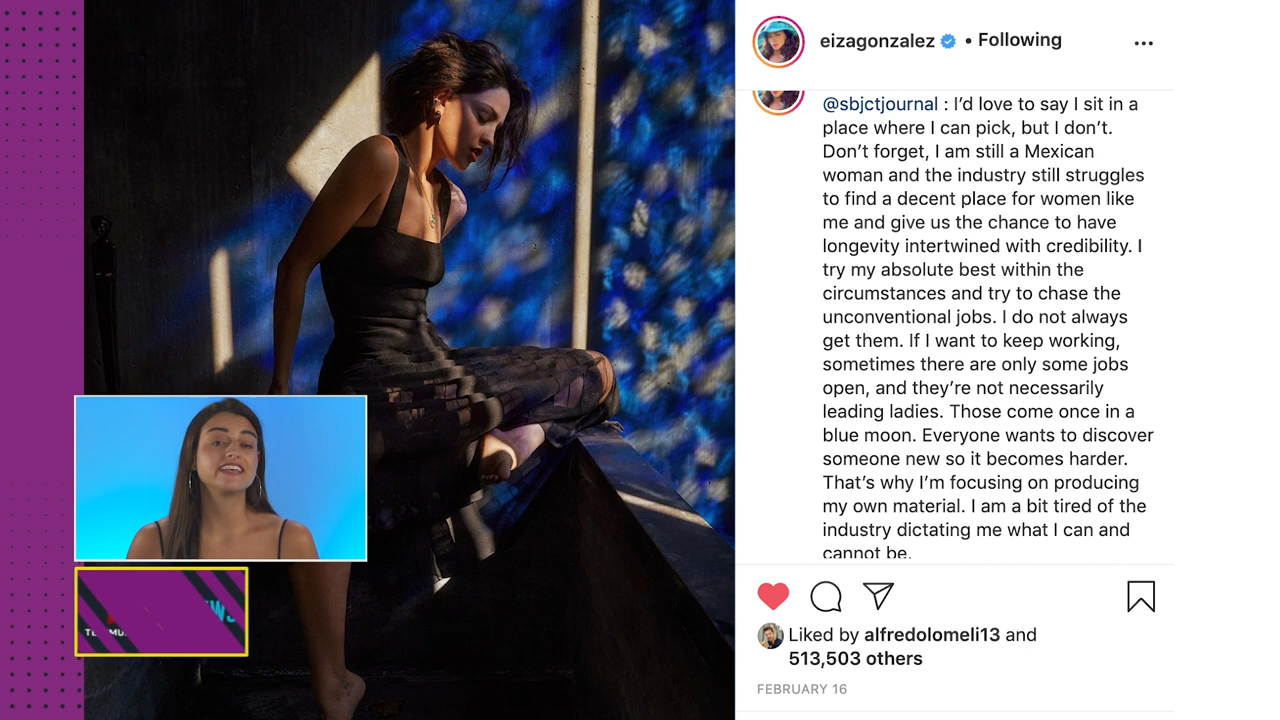 eizagonzalez • Following
@sbjctjournal : I’d love to say I sit in a
place where I can pick, but I don’t.
Don’t forget, I am still a Mexican
woman and the industry still struggles
to find a decent place for women like
me and give us the chance to have
longevity intertwined with credibility. I
try my absolute best within the
circumstances and try to chase the
unconventional jobs. I do not always
get them. If I want to keep working,
sometimes there are only some jobs
open, and they’re not necessarily
leading ladies. Those come once in a
blue moon. Everyone wants to discover
someone new so it becomes harder.
That’s why I’m focusing on producing
my own material. I am a bit tired of the
industry dictating me what I can and
cannot be.
Liked by alfredolomeli13 and
513,503 others
FEBRUARY 16